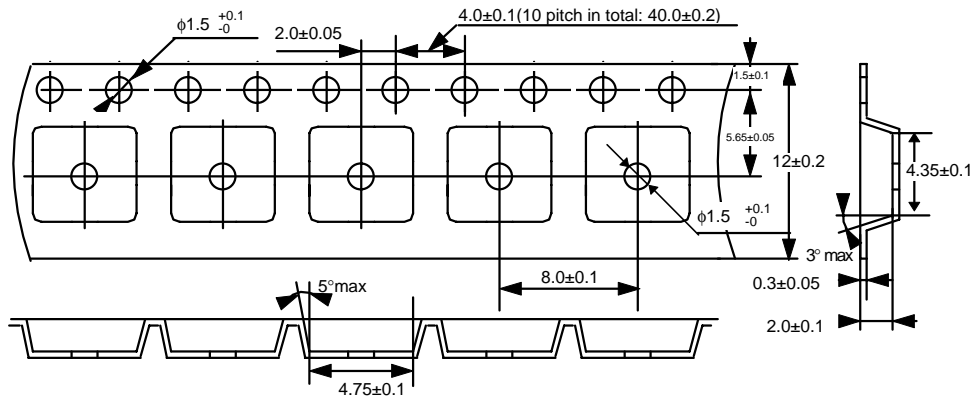 4.0±0.1(10 pitch in total: 40.0±0.2)
ϕ1.5 +0.1 -0
2.0±0.05
1.5±0.1
5.65±0.05
12±0.2
4.35±0.1
ϕ1.5 +0.1 -0
3° max
8.0±0.1
0.3±0.05
5°max
2.0±0.1
4.75±0.1